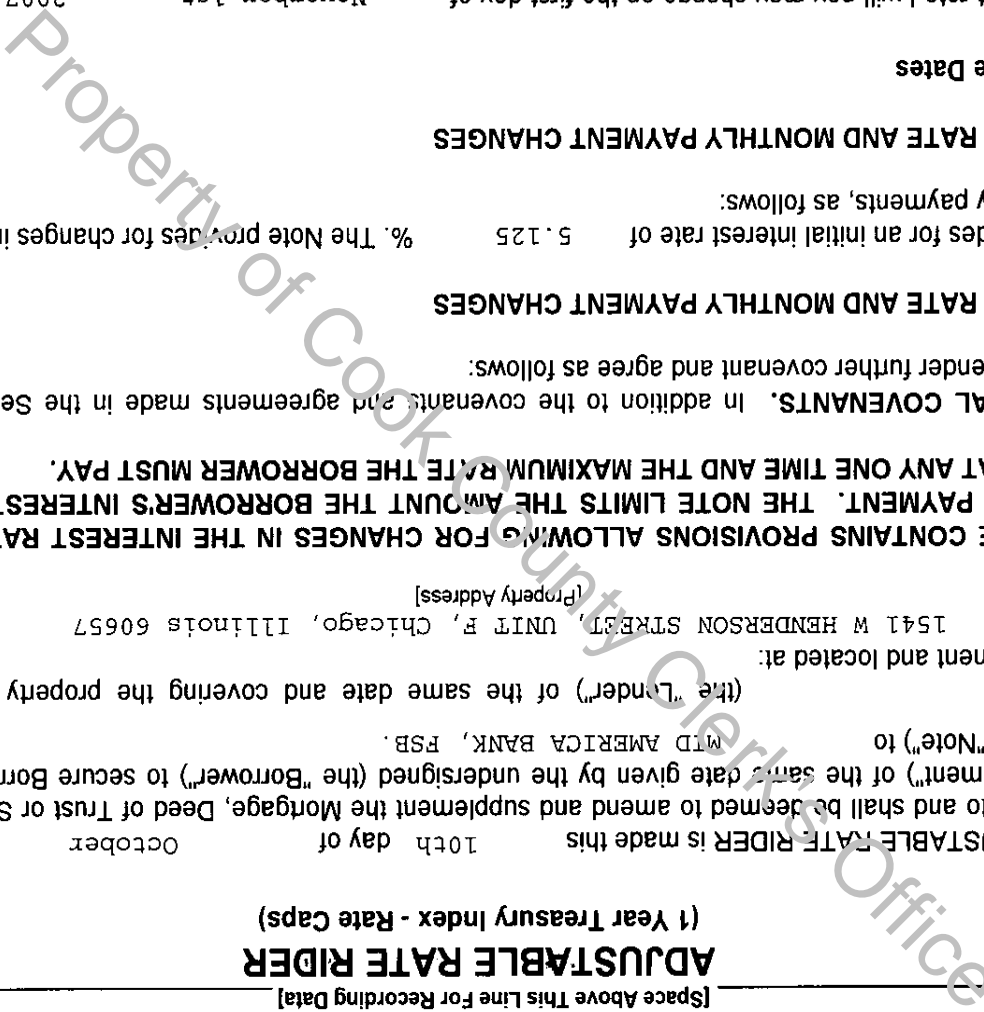 [Space Above This Line For Recording Data]
ADJUSTABLE RATE RIDER
(1 Year Treasury Index - Rate Caps)
USTABLE RATE RIDER is made this 10th day of October
to and shall be deemed to amend and supplement the Mortgage, Deed of Trust or S
ment") of the same date given by the undersigned (the "Borrower") to secure Borr
"Note") to MID AMERICA BANK, FSB.
(the "Lender") of the same date and covering the property
ment and located at:
1541 W HENDERSON STREET, UNIT F, Chicago, Illinois 60657
[Property Address]
E CONTAINS PROVISIONS ALLOWING FOR CHANGES IN THE INTEREST RA
PAYMENT. THE NOTE LIMITS THE AMOUNT THE BORROWER'S INTEREST
AT ANY ONE TIME AND THE MAXIMUM RATE THE BORROWER MUST PAY.
AL COVENANTS. In addition to the covenants and agreements made in the Se
ender further covenant and agree as follows:
RATE AND MONTHLY PAYMENT CHANGES
des for an initial interest rate of 5.125 %. The Note provides for changes in
y payments, as follows:
RATE AND MONTHLY PAYMENT CHANGES
e Dates
t rate I will pay may change on the first day of November 1st
Property of Cook County Clerk's Office